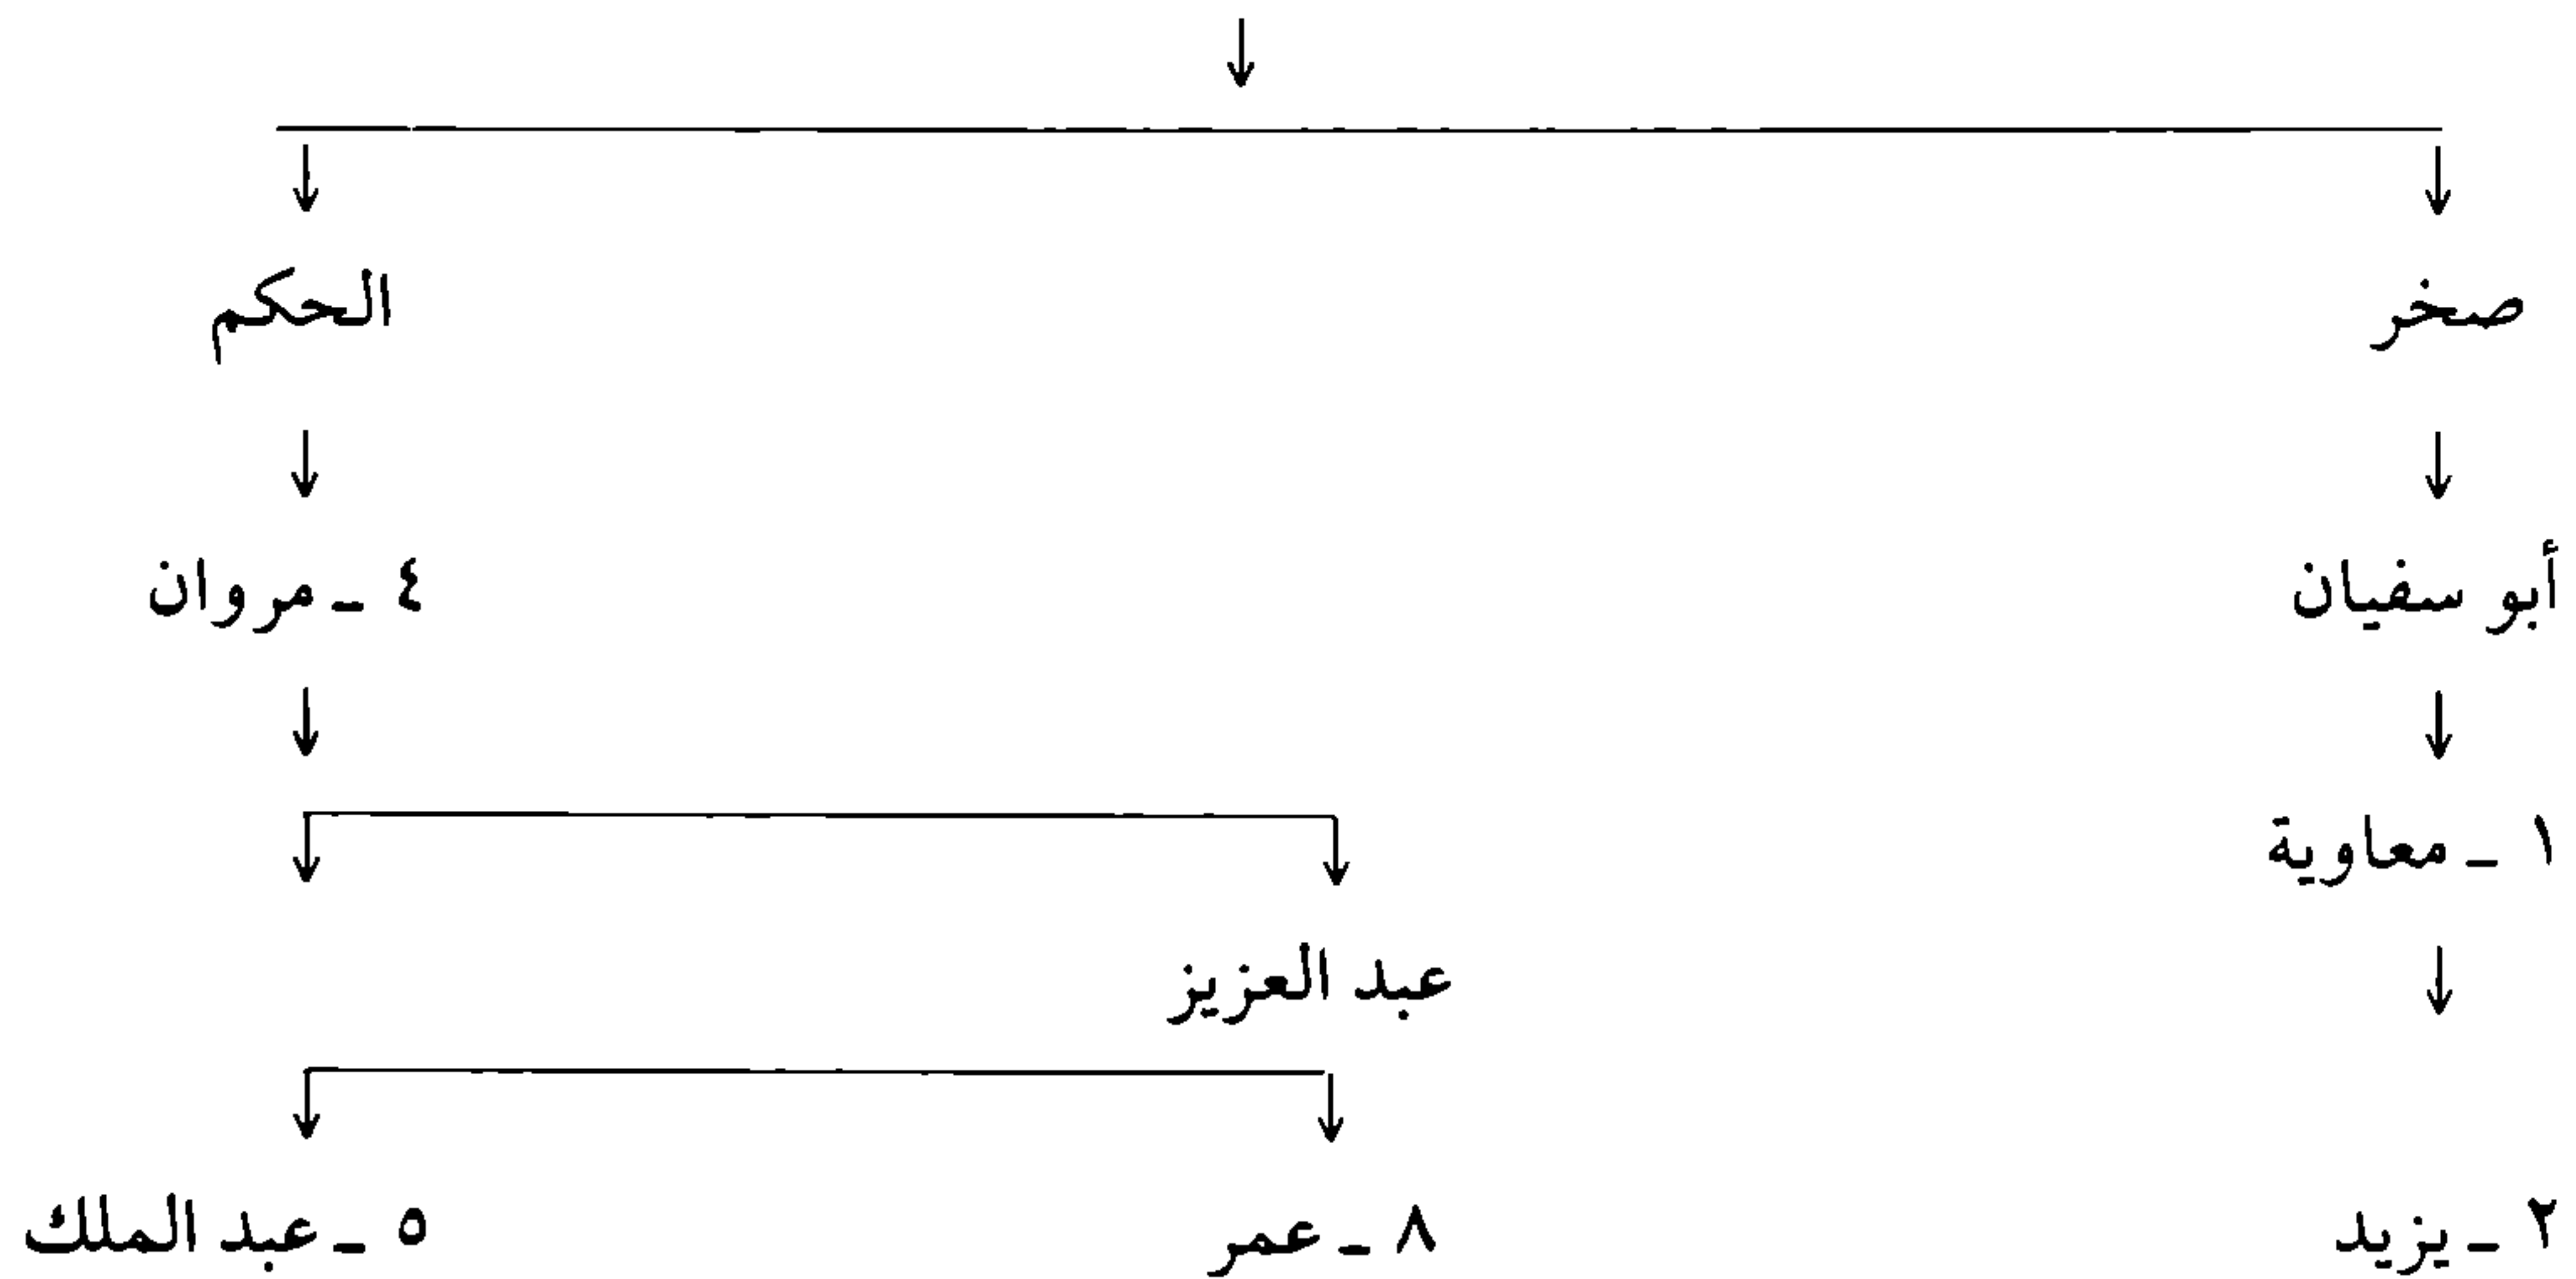 صخر الحكم
أبو سفيان ٤ ـ مروان
١ ـ معاوية
عبد العزيز
٢ ـ يزيد ٨ ـ عمر ٥ ـ عبد الملك